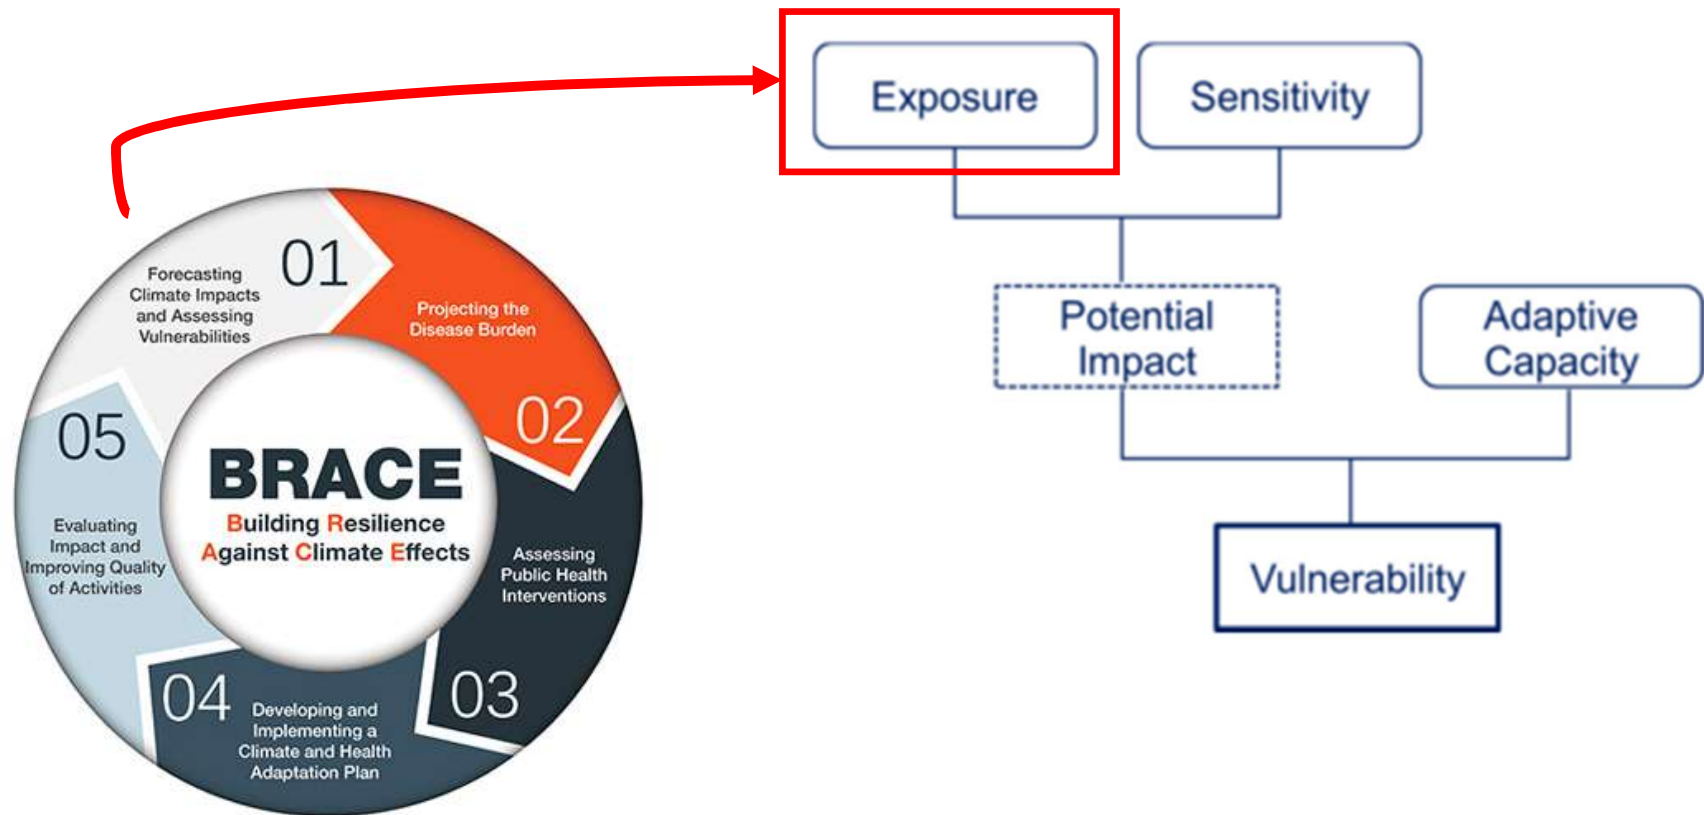 01
Forecasting
Climate Impacts
and Assessing
Vulnerabilities
Projecting the
Disease Burden
02
Assessing
Public Health
Interventions
03
04
Developing and
Implementing a
Climate and Health
Adaptation Plan
05
Evaluating
Impact and
Improving Quality
of Activities
BRACE
Building Resilience
Against Climate Effects
Exposure
Sensitivity
Potential
Impact
Adaptive
Capacity
Vulnerability